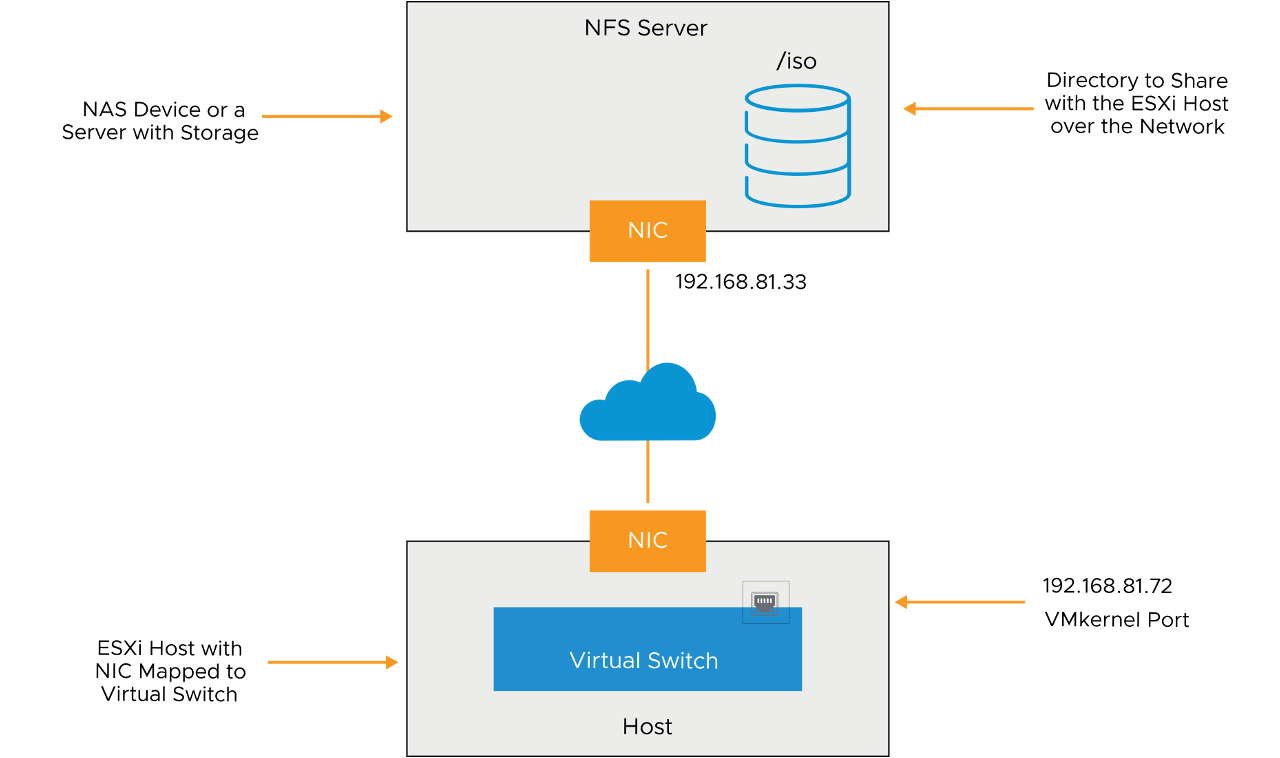 NFS Server
/iso
NAS Device or a
Server with Storage
Directory to Share
with the ESXi Host
over the Network
NIC
192.168.81.33
NIC
192.168.81.72
VMkernel Port
ESXi Host with
NIC Mapped to
Virtual Switch
Virtual Switch
Host